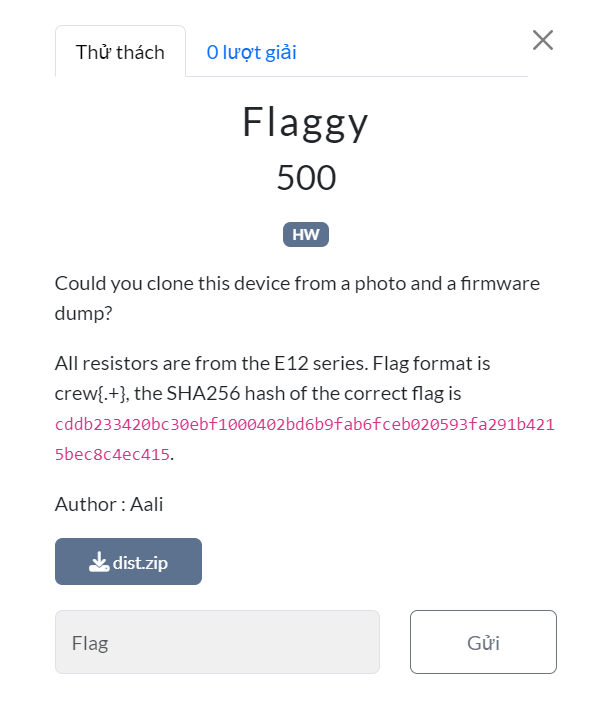 Thử thách
0 lượt giải
Flaggy
500
HW
Could you clone this device from a photo and a firmware
dump?
All resistors are from the E12 series. Flag format is
crew{.+}, the SHA256 hash of the correct flag is
cddb233420bc30ebf1000402bd6b9fab6fceb020593fa291b421
5bec8c4ec415.
Author : Aali
dist.zip
Flag
Gửi